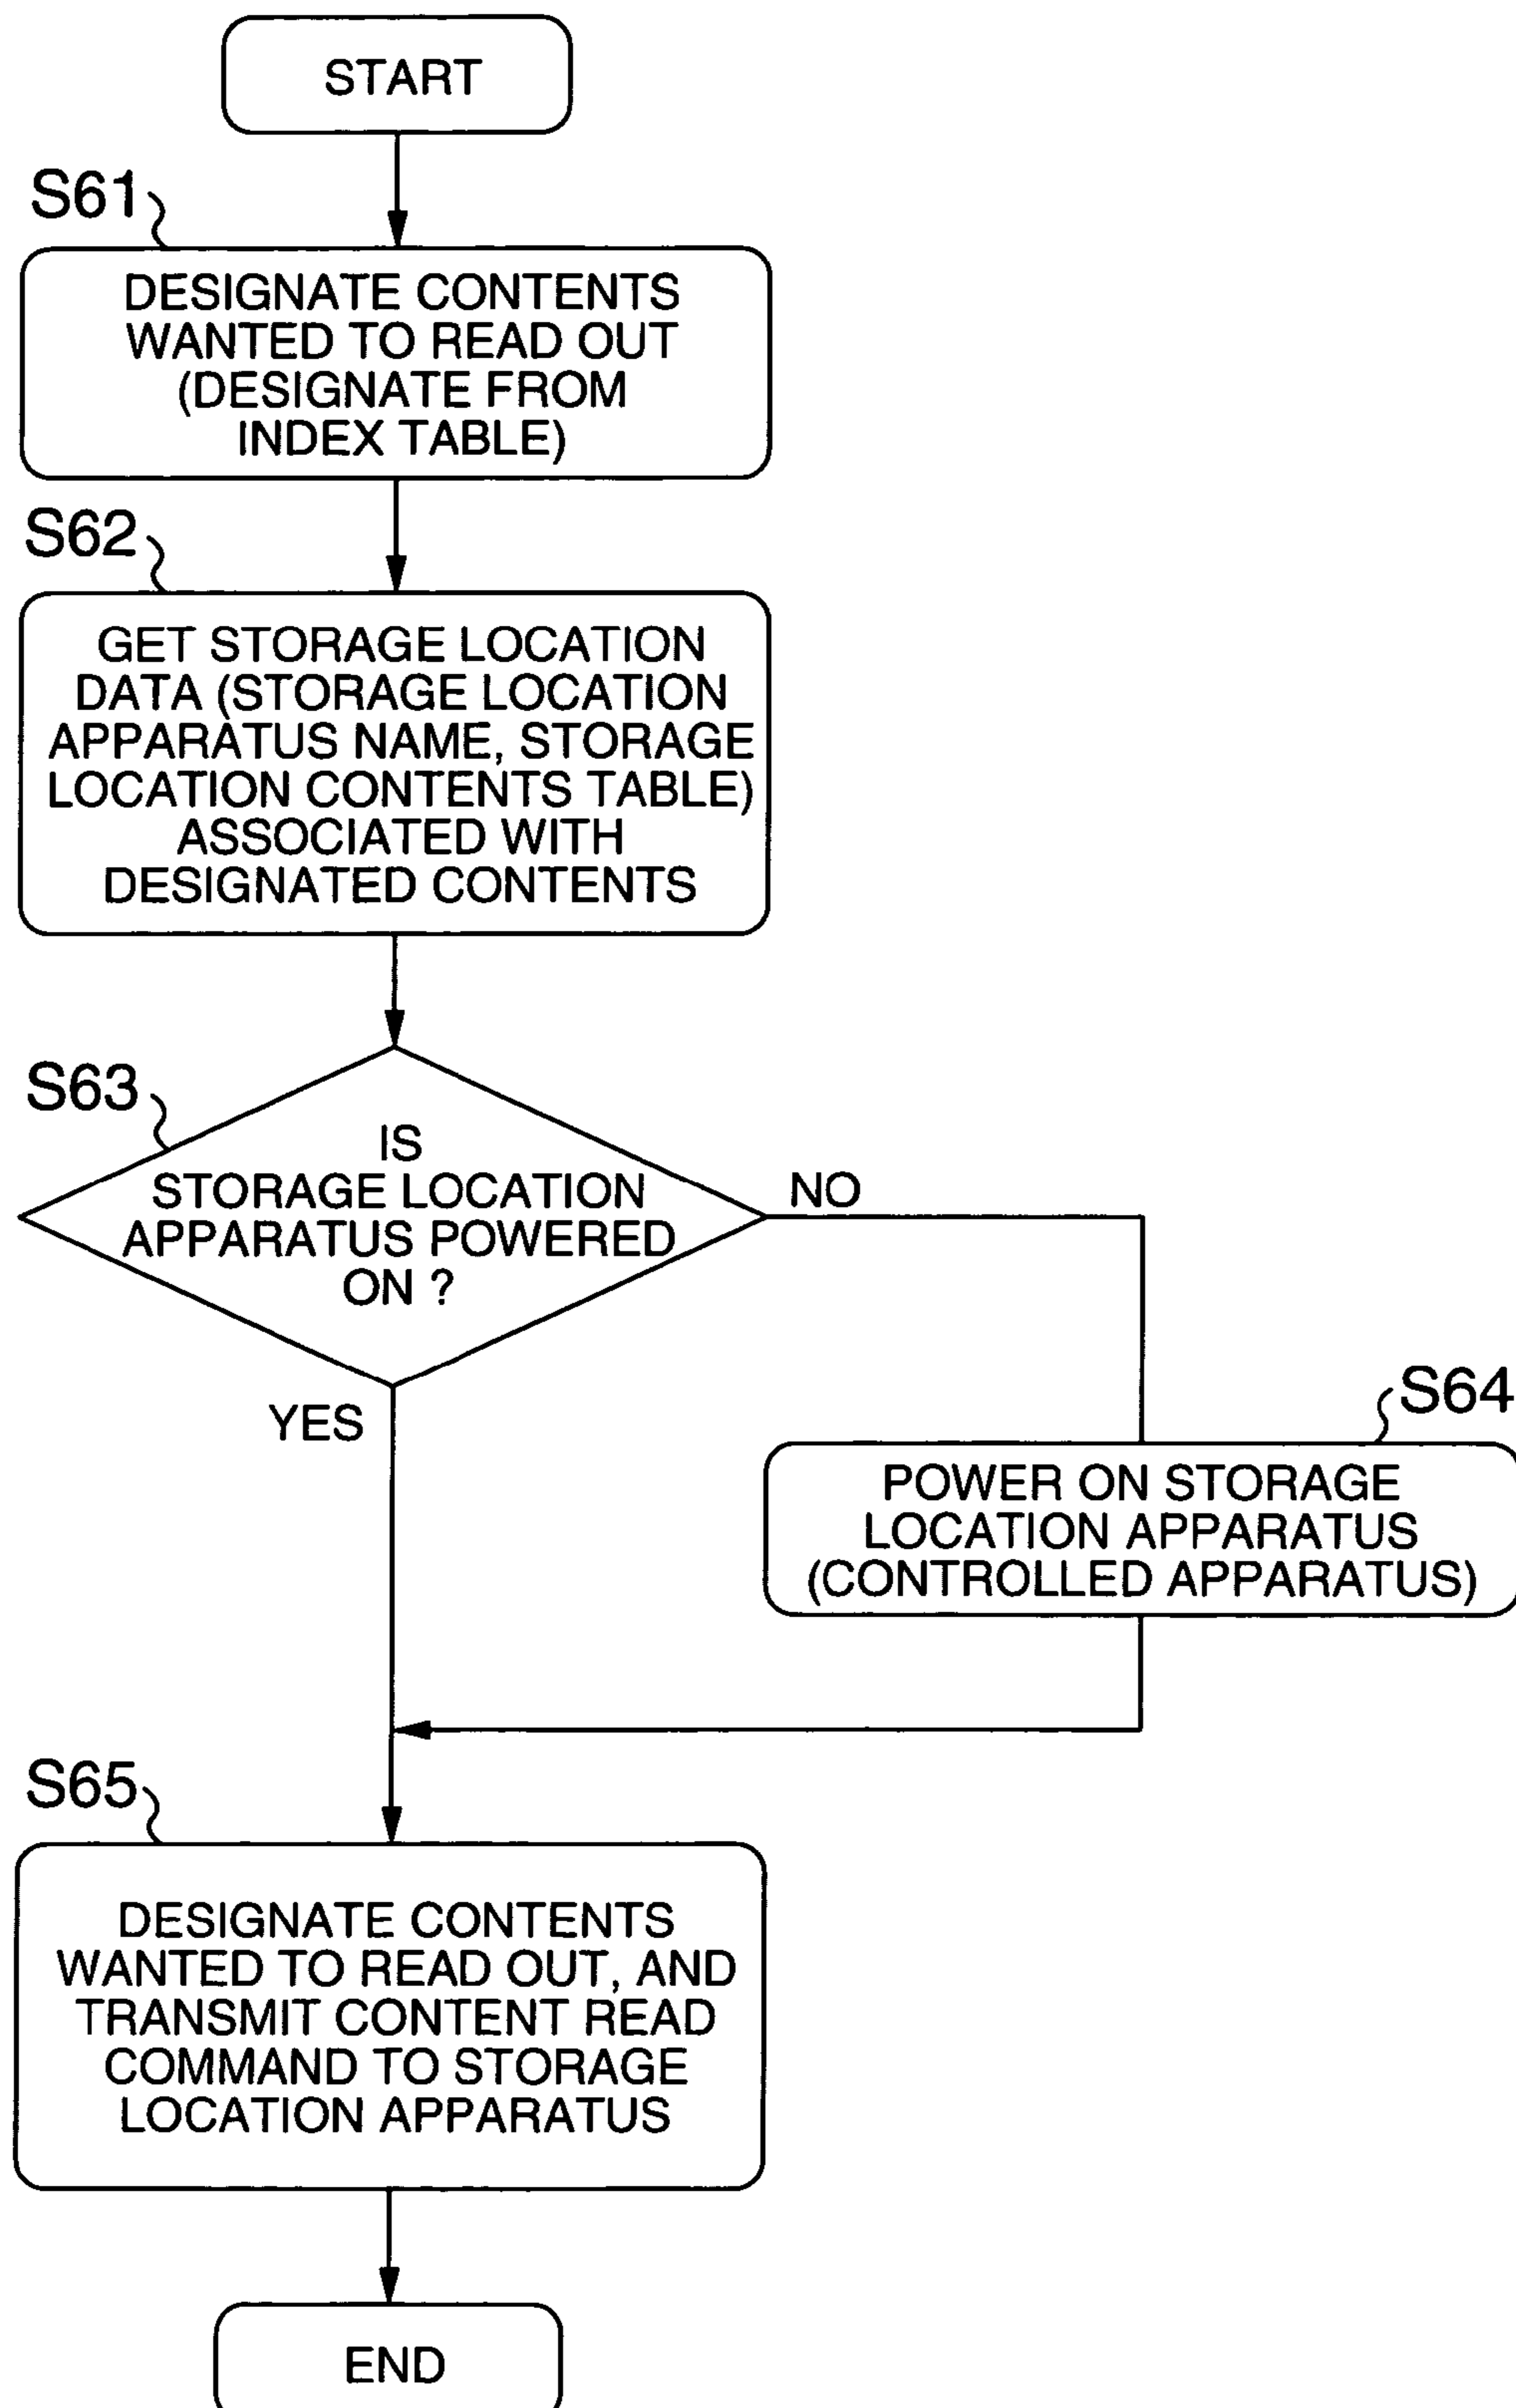 START
S61
DESIGNATE CONTENTS
WANTED TO READ OUT
(DESIGNATE FROM
INDEX TABLE)
S62
GET STORAGE LOCATION
DATA (STORAGE LOCATION
APPARATUS NAME, STORAGE
LOCATION CONTENTS TABLE)
ASSOCIATED WITH
DESIGNATED CONTENTS
S63
IS
STORAGE LOCATION
APPARATUS POWERED
ON ?
NO
YES
S64
POWER ON STORAGE
LOCATION APPARATUS
(CONTROLLED APPARATUS)
S65
DESIGNATE CONTENTS
WANTED TO READ OUT, AND
TRANSMIT CONTENT READ
COMMAND TO STORAGE
LOCATION APPARATUS
END